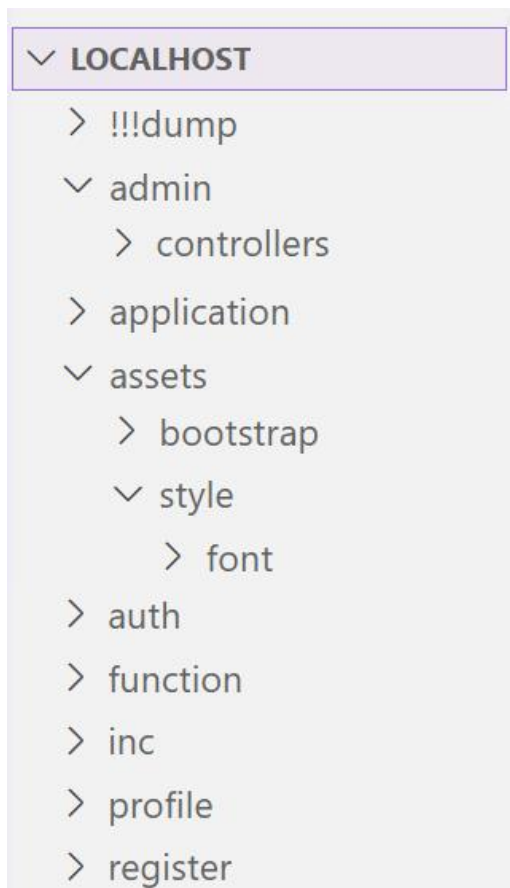 LOCALHOST
!!!dump
admin
controllers
application
assets
bootstrap
style
font
auth
function
inc
profile
register